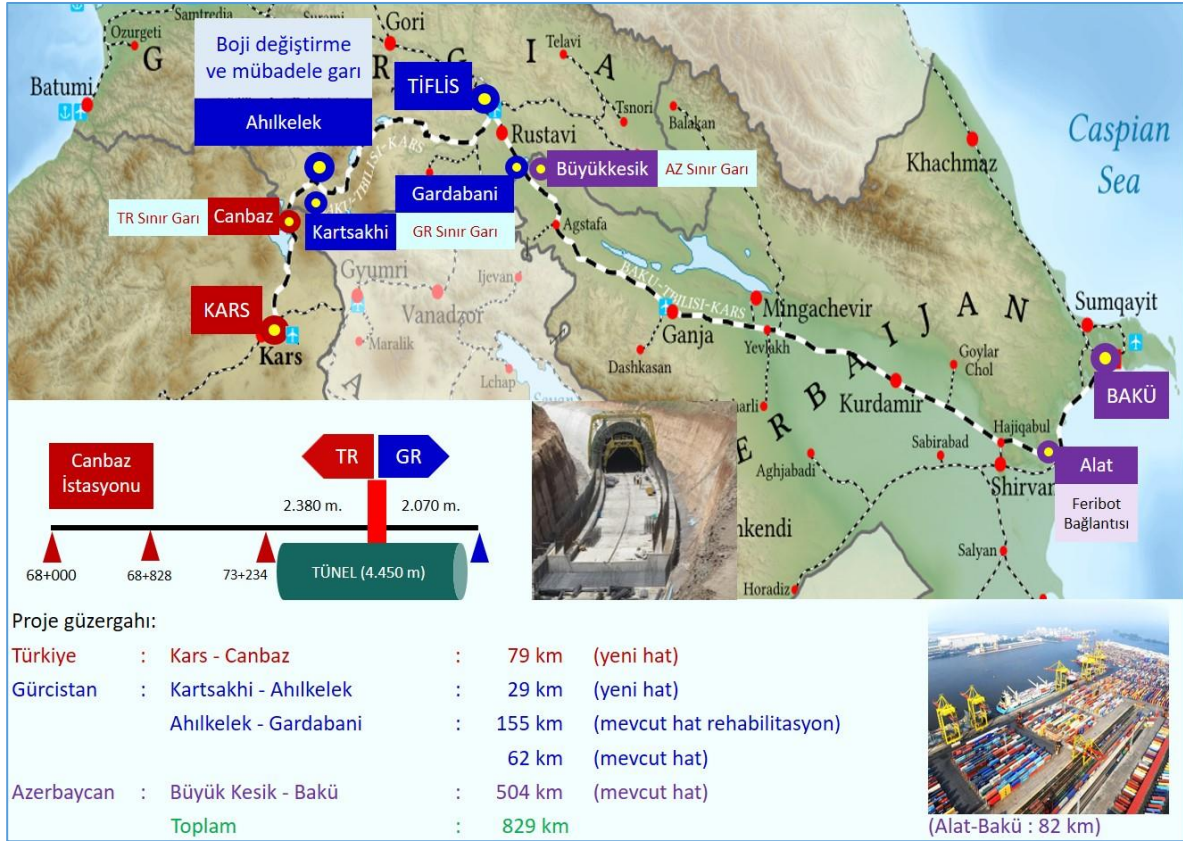 Samtredia
Gori
Ozurgeti
Telavi
G
R
G
I
A
Batumi
Boji değiştirme
ve mübadele garı
Ahılkelek
TİFLİS
Tsnori
Balakan
Rustavi
Khachmaz
Caspian
Sea
BAKU-TBILISI-KARS
Büyükkesik
AZ Sınır Garı
Gardabani
TR Sınır Garı
Canbaz
Kartsakhi
GR Sınır Garı
Agstafa
Gyumri
Ijevan
Vanadzor
BAKU-TBILISI-KARS
KARS
Kars
Maralik
Mingachevir
Sumqayit
Ganja
Yevlakh
Dashkasan
Goylar
Chol
Lchap
A
E R B A I J A N
BAKÜ
Kurdamir
Hajiqabul
Sabirabad
Aghjabadi
Shirvan
Alat
Feribot
Bağlantısı
Salyan
Horadiz
Canbaz
İstasyonu
TR
GR
2.380 m.
2.070 m.
68+000
68+828
73+234
TÜNEL (4.450 m)
Proje güzergahı:
Türkiye : Kars - Canbaz : 79 km (yeni hat)
Gürcistan : Kartsakhi - Ahılkelek : 29 km (yeni hat)
Ahılkelek - Gardabani : 155 km (mevcut hat rehabilitasyon)
62 km (mevcut hat)
Azerbaycan : Büyük Kesik - Bakü : 504 km (mevcut hat)
Toplam : 829 km
(Alat-Bakü : 82 km)